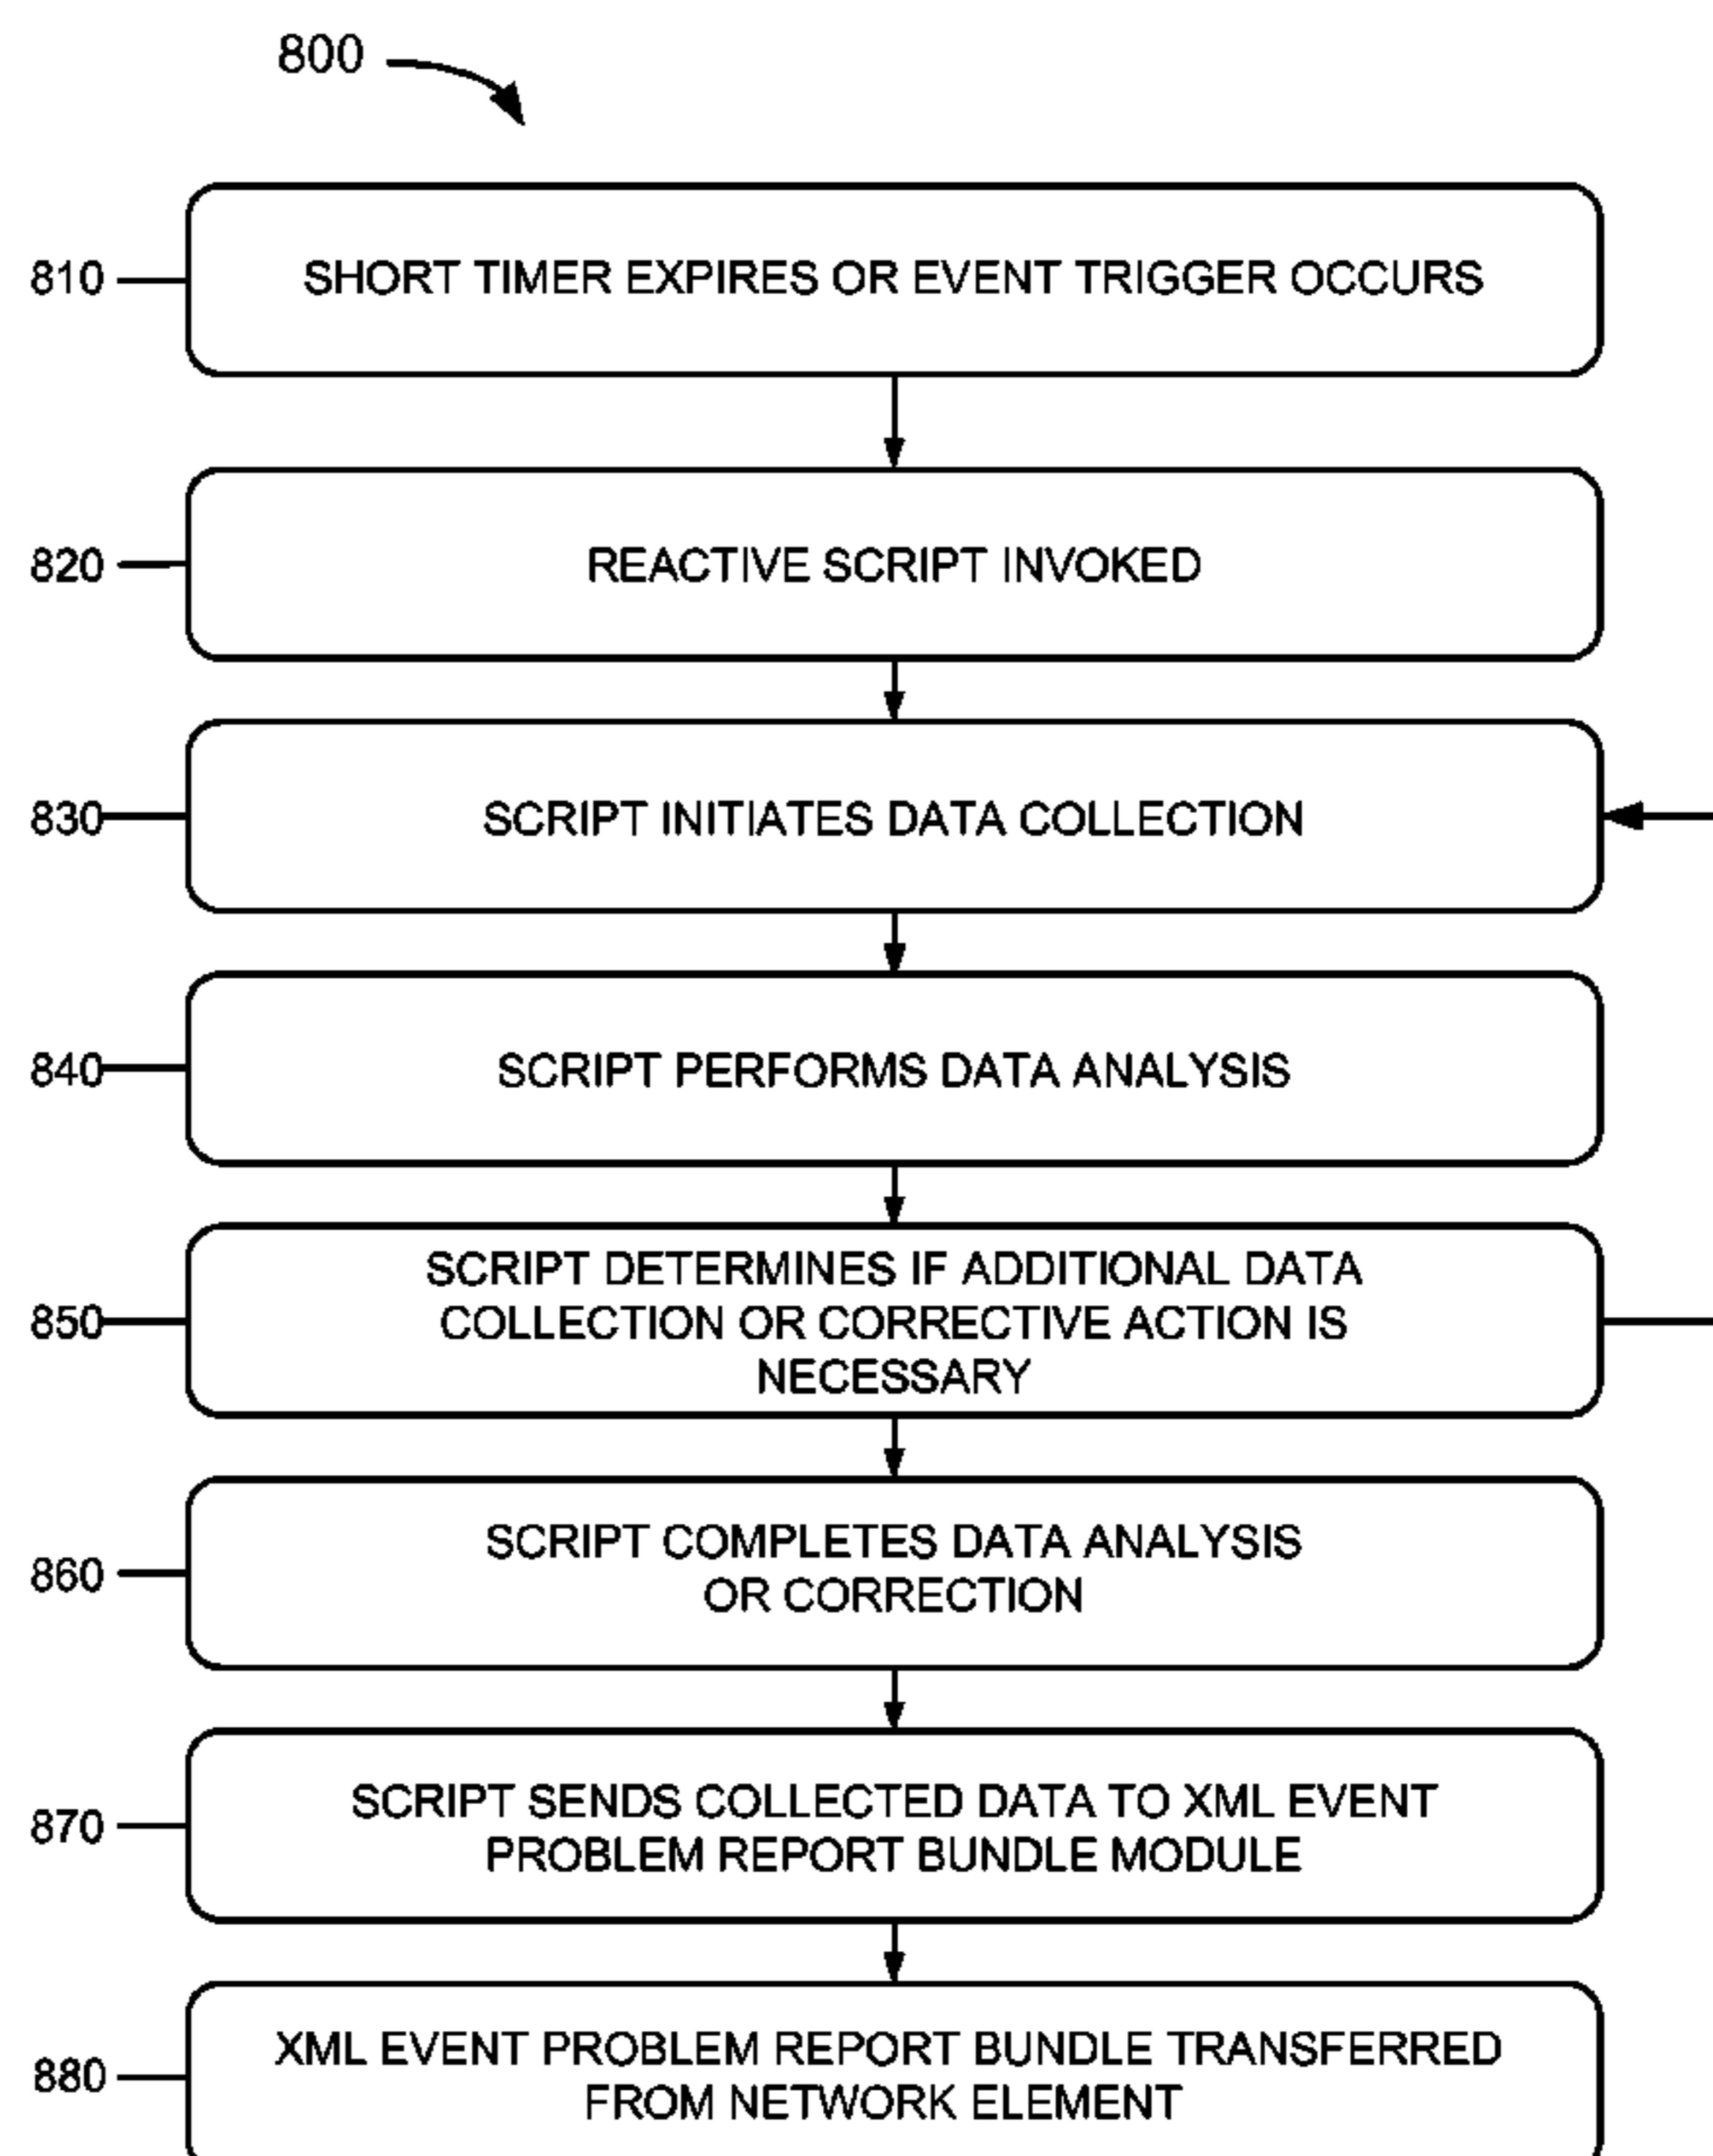 800
810
SHORT TIMER EXPIRES OR EVENT TRIGGER OCCURS
820
REACTIVE SCRIPT INVOKED
830
SCRIPT INITIATES DATA COLLECTION
840
SCRIPT PERFORMS DATA ANALYSIS
850
SCRIPT DETERMINES IF ADDITIONAL DATA
COLLECTION OR CORRECTIVE ACTION IS
NECESSARY
860
SCRIPT COMPLETES DATA ANALYSIS
OR CORRECTION
870
SCRIPT SENDS COLLECTED DATA TO XML EVENT
PROBLEM REPORT BUNDLE MODULE
880
XML EVENT PROBLEM REPORT BUNDLE TRANSFERRED
FROM NETWORK ELEMENT